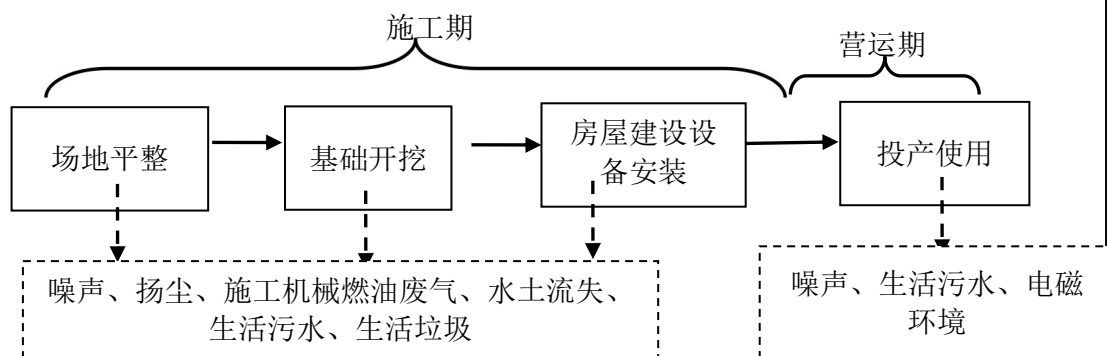 施工期
营运期
场地平整
基础开挖
房屋建设设
备安装
投产使用
噪声、扬尘、施工机械燃油废气、水土流失、
生活污水、生活垃圾
噪声、生活污水、电磁
环境